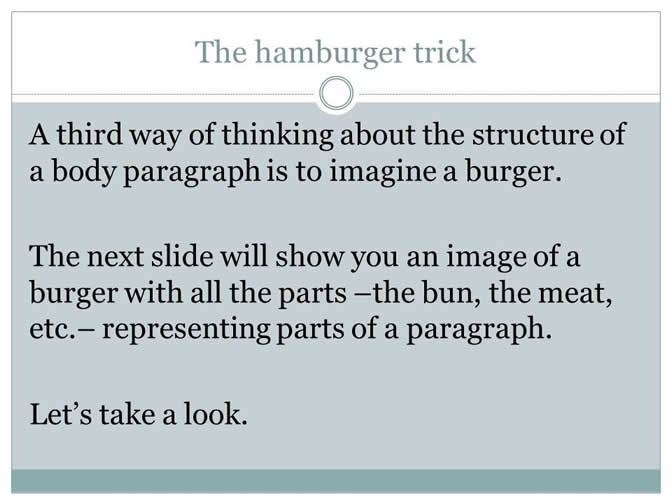 The hamburger trick
A third way of thinking about the structure of
a body paragraph is to imagine a burger.
The next slide will show you an image of a
burger with all the parts –the bun, the meat,
etc.– representing parts of a paragraph.
Let’s take a look.